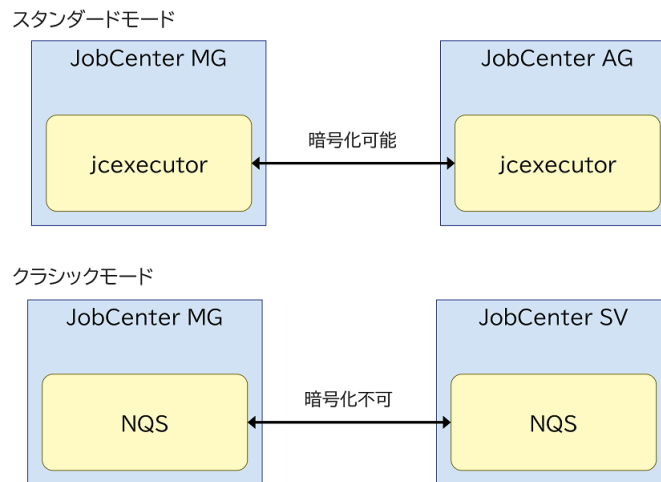 スタンダードモード
JobCenter MG
JobCenter AG
jcexecutor
暗号化可能
jcexecutor
クラシックモード
JobCenter MG
JobCenter SV
NQS
暗号化不可
NQS